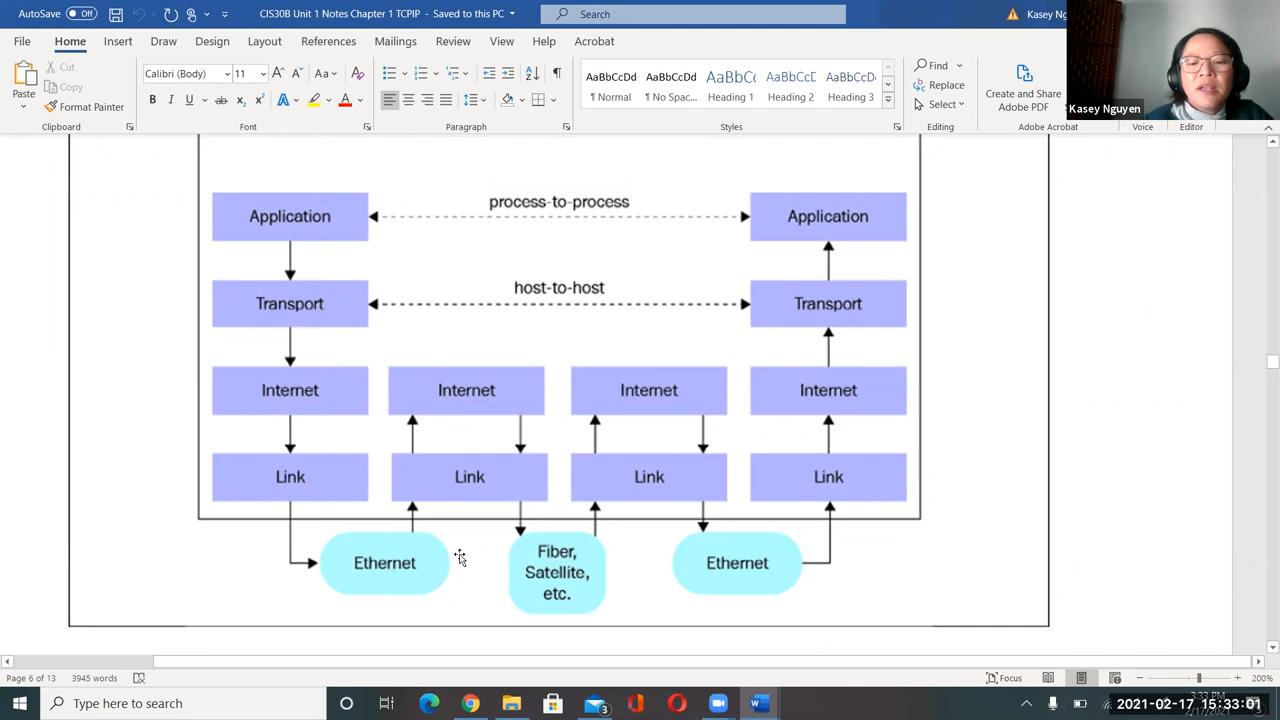 AutoSave Off CIS30B Unit 1 Notes Chapter 1 TCPIP - Saved to this PC Search Kasey Ng
File Home Insert Draw Design Layout References Mailings Review View Help Acrobat
Paste
Cut
Copy
Format Painter
Calibri (Body) 11
AaBbCcDd AaBbCcDd AaBbC AaBbCcD AaBbCcD
¶ Normal ¶ No Spac... Heading 1 Heading 2 Heading 3
Find
Replace
Select
Create and Share
Adobe PDF
Kasey Nguyen
Clipboard Font Paragraph Styles Editing Adobe Acrobat Voice Editor
process-to-process
Application Application
host-to-host
Transport Transport
Internet Internet Internet Internet
Link Link Link Link
Ethernet
Fiber,
Satellite,
etc.
Ethernet
Page 6 of 13 3945 words Focus 200%
Type here to search
3
2021-02-17 15:33:01